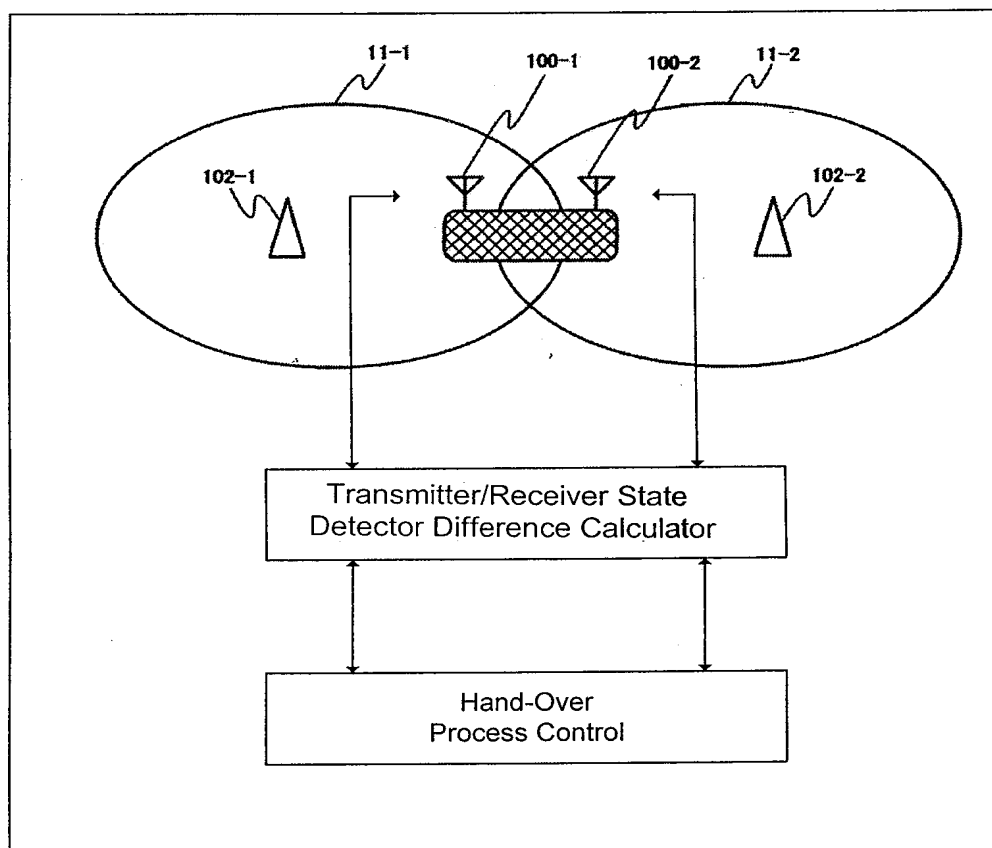 11-1
100-1
100-2
11-2
102-1
102-2
Transmitter/Receiver State
Detector Difference Calculator
Hand-Over
Process Control